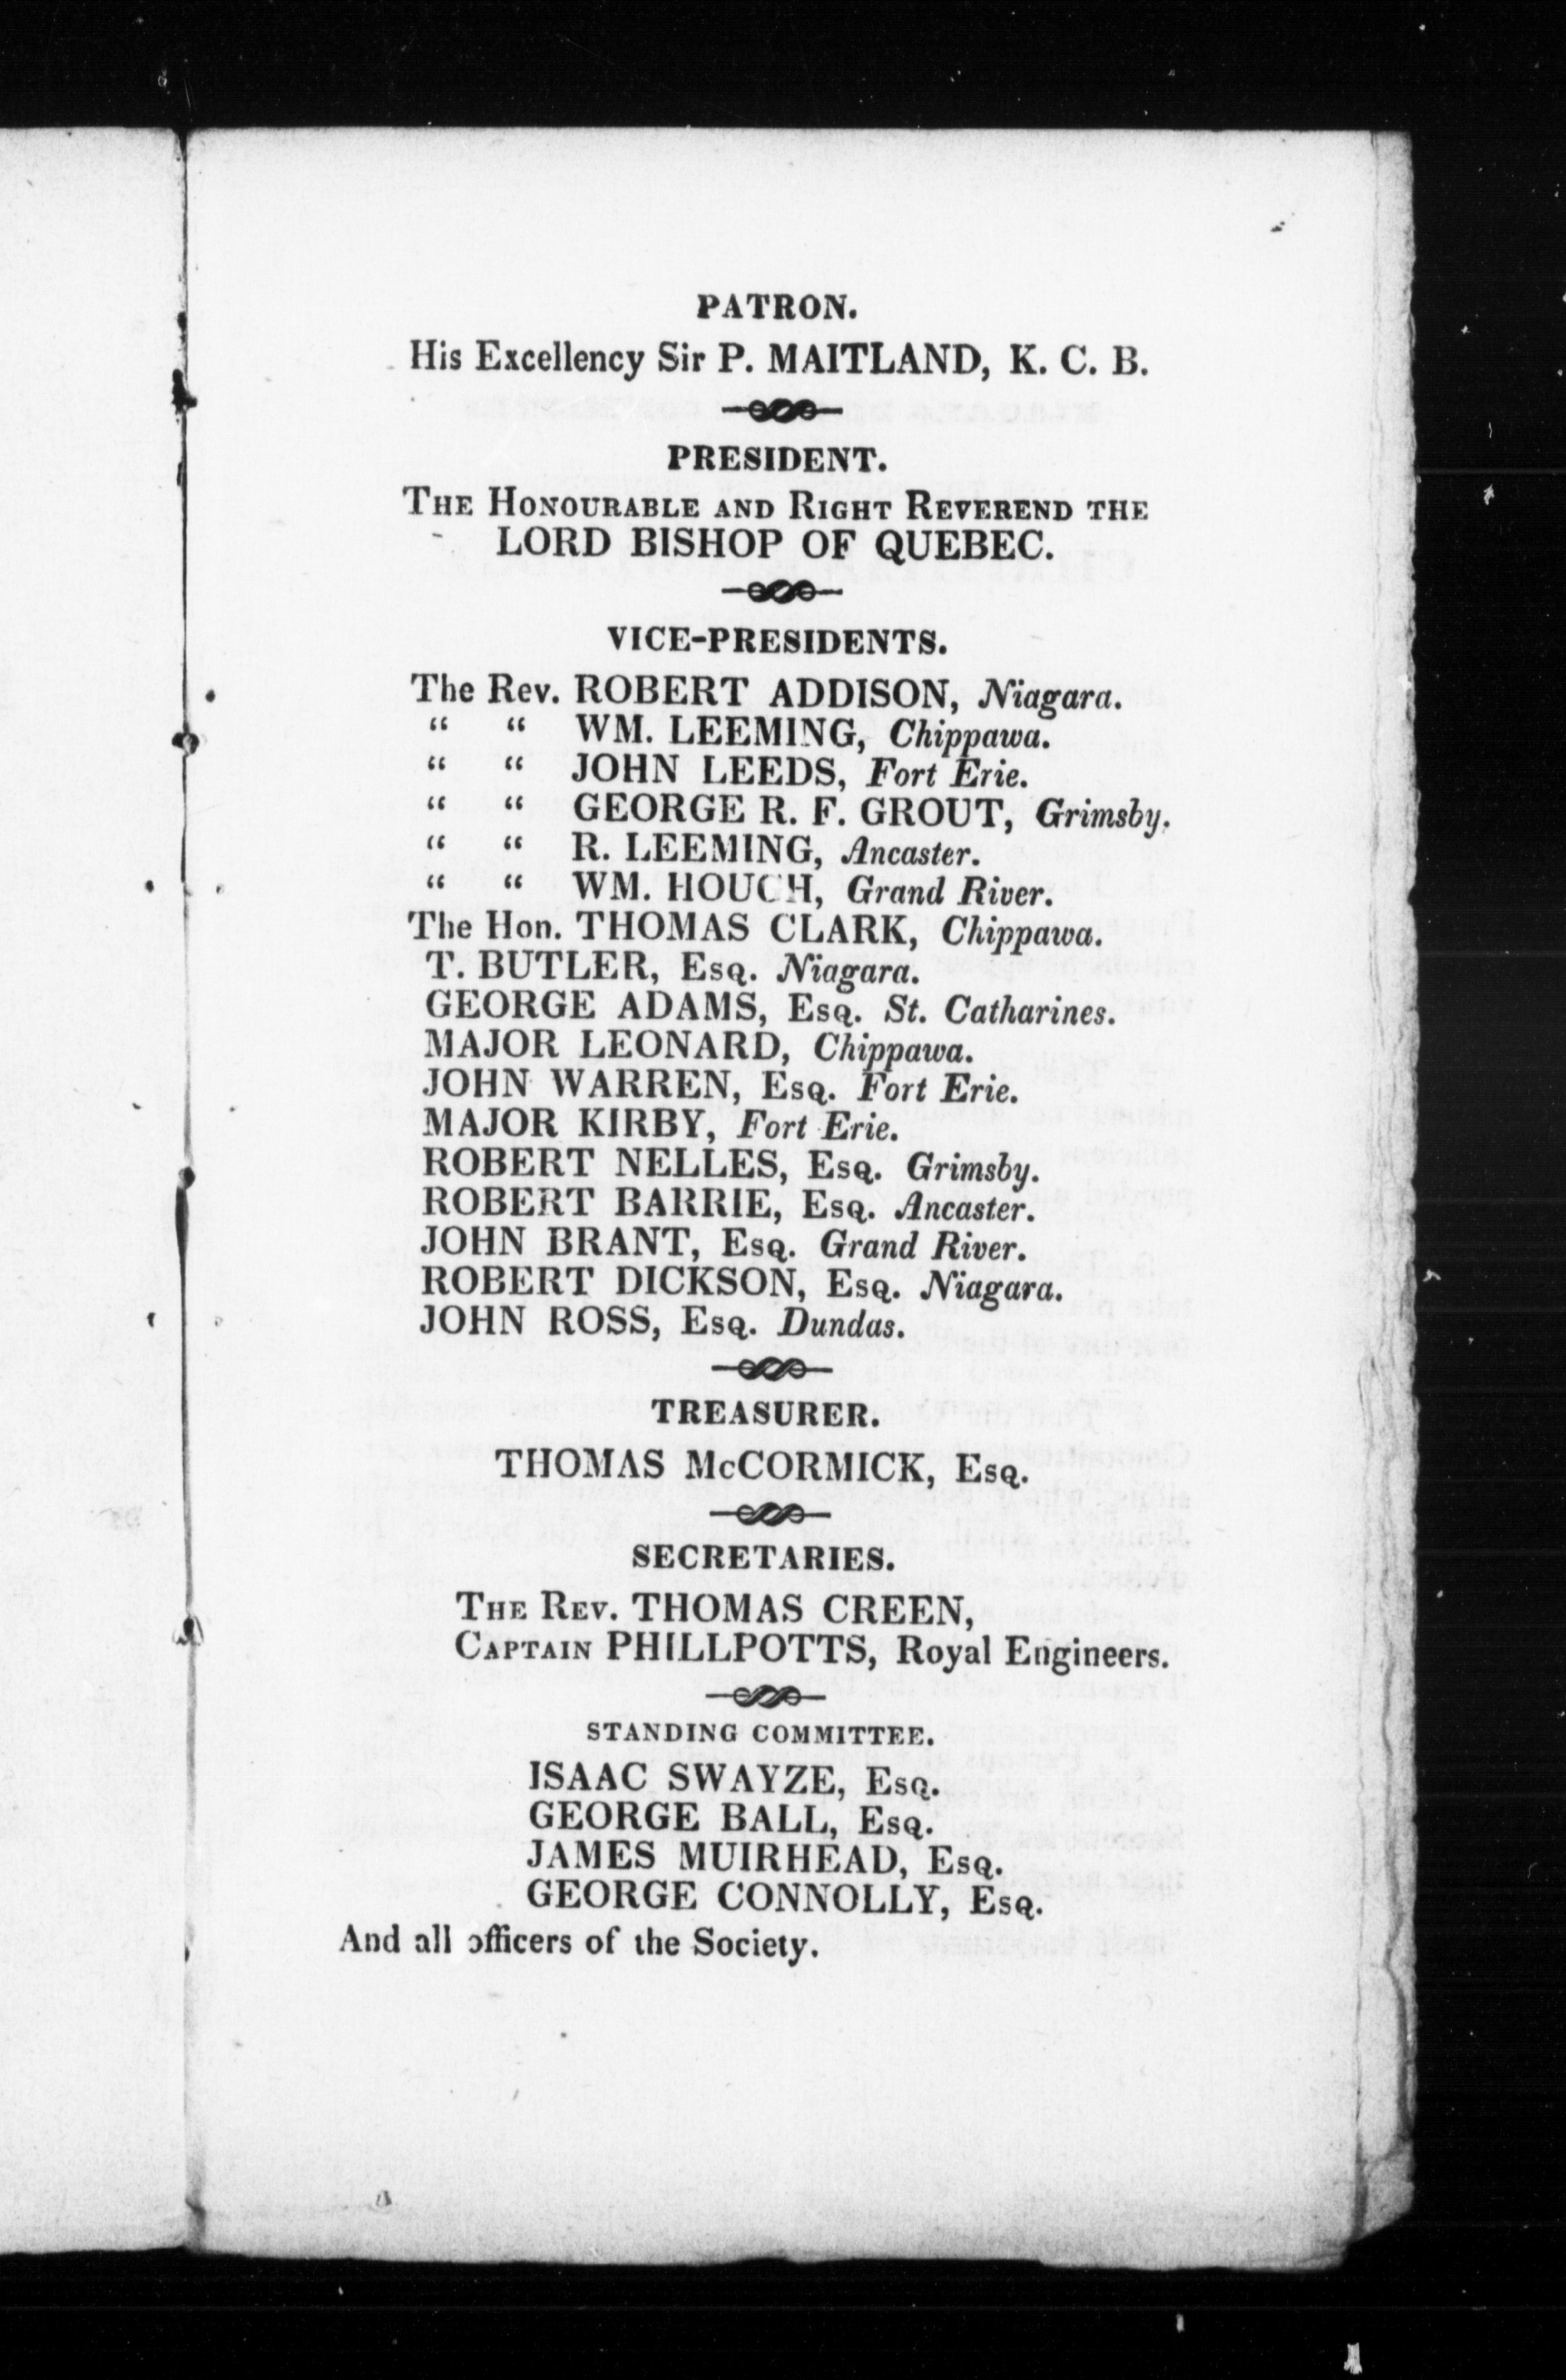 PATRON.
His Excellency Sir P. MAITLAND, K. C. B.
PRESIDENT.
THE HONOURABLE AND RIGHT REVEREND THE
LORD BISHOP OF QUEBEC.
VICE-PRESIDENTS.
The Rev. ROBERT ADDISON, Niagara.
“ “ WM. LEEMING, Chippawa.
“ “ JOHN LEEDS, Fort Erie.
“ “ GEORGE R. F. GROUT, Grimsby.
“ “ R. LEEMING, Ancaster.
“ “ WM. HOUGH, Grand River.
The Hon. THOMAS CLARK, Chippawa.
T. BUTLER, Esq. Niagara.
GEORGE ADAMS, Esq. St. Catharines.
MAJOR LEONARD, Chippawa.
JOHN WARREN, Esq. Fort Erie.
MAJOR KIRBY, Fort Erie.
ROBERT NELLES, Esq. Grimsby.
ROBERT BARRIE, Esq. Ancaster.
JOHN BRANT, Esq. Grand River.
ROBERT DICKSON, Esq. Niagara.
JOHN ROSS, Esq. Dundas.
TREASURER.
THOMAS McCORMICK, Esq.
SECRETARIES.
THE REV. THOMAS CREEN,
CAPTAIN PHILLPOTTS, Royal Engineers.
STANDING COMMITTEE.
ISAAC SWAYZE, Esq.
GEORGE BALL, Esq.
JAMES MUIRHEAD, Esq.
GEORGE CONNOLLY, Esq.
And all officers of the Society.